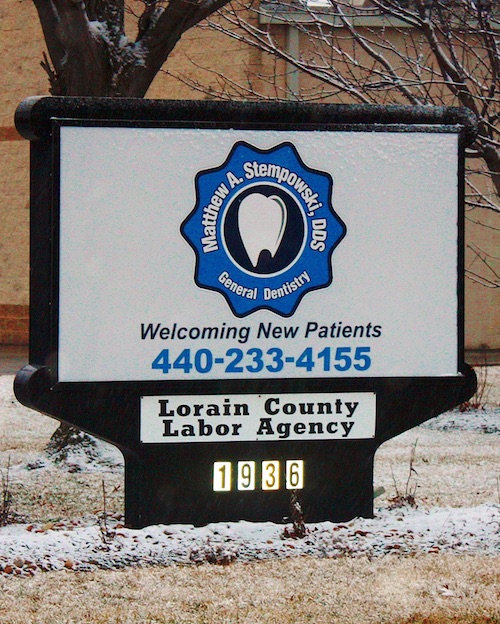 Matthew A. Stempowski, DDS
General Dentistry
Welcoming New Patients
440-233-4155
Lorain County
Labor Agency
1936